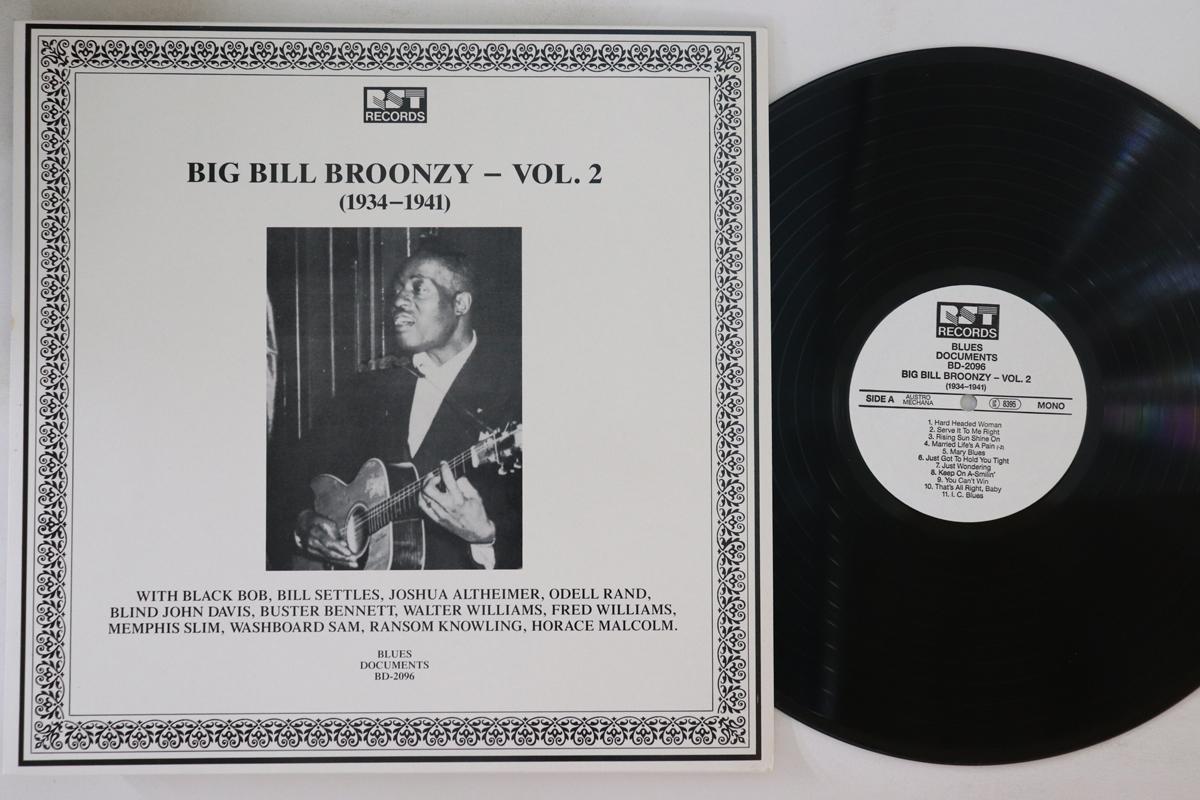 RST
RECORDS
BIG BILL BROONZY – VOL. 2
(1934–1941)
WITH BLACK BOB, BILL SETTLES, JOSHUA ALTHEIMER, ODELL RAND,
BLIND JOHN DAVIS, BUSTER BENNETT, WALTER WILLIAMS, FRED WILLIAMS,
MEMPHIS SLIM, WASHBOARD SAM, RANSOM KNOWLING, HORACE MALCOLM.
BLUES
DOCUMENTS
BD-2096
RST
RECORDS
BLUES
DOCUMENTS
BD-2096
BIG BILL BROONZY – VOL. 2
(1934–1941)
SIDE A AUSTRO MECHANA 8395 MONO
1. Hard Headed Woman
2. Serve It To Me Right
3. Rising Sun Shine On
4. Married Life's A Pain (-2)
5. Mary Blues
6. Just Got To Hold You Tight
7. Just Wondering
8. Keep On A-Smilin'
9. You Can't Win
10. That's All Right, Baby
11. I. C. Blues